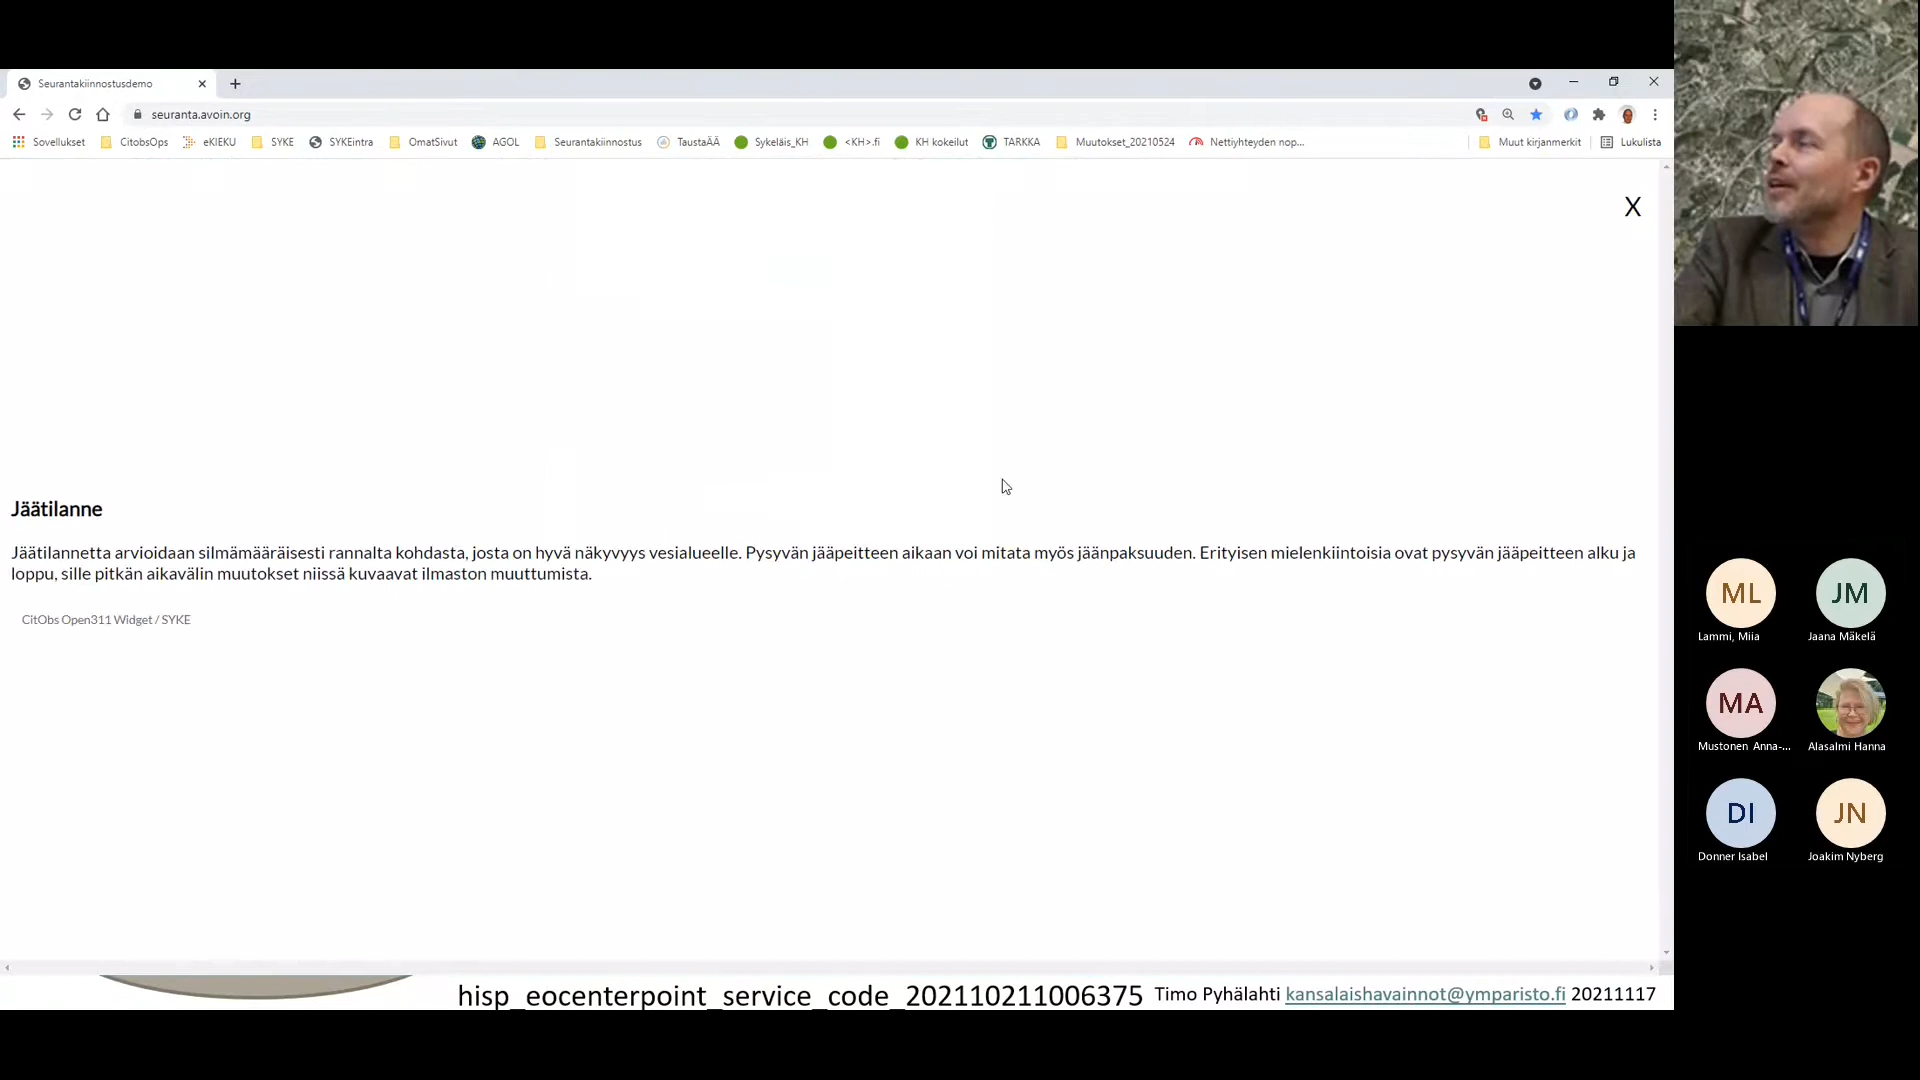 Seurantakiinnostusdemo
seuranta.avoin.org
Sovellukset CitobsOps eKIEKU SYKE SYKEintra OmatSivut AGOL Seurantakiinnostus TaustaÄÄ Sykeläis_KH <KH>.fi KH kokeilut TARKKA Muutokset_20210524 Nettiyhteyden nop... Muut kirjanmerkit Lukulista
X
Jäätilanne
Jäätilannetta arvioidaan silmämääräisesti rannalta kohdasta, josta on hyvä näkyvyys vesialueelle. Pysyvän jääpeitteen aikaan voi mitata myös jäänpaksuuden. Erityisen mielenkiintoisia ovat pysyvän jääpeitteen alku ja
loppu, sille pitkän aikavälin muutokset niissä kuvaavat ilmaston muuttumista.
CitObs Open311 Widget / SYKE
hisp_eocenterpoint_service_code_202110211006375 Timo Pyhälahti kansalaishavainnot@ymparisto.fi 20211117
ML JM
Lammi, Miia Jaana Mäkelä
MA
Mustonen Anna-... Alasalmi Hanna
DI JN
Donner Isabel Joakim Nyberg